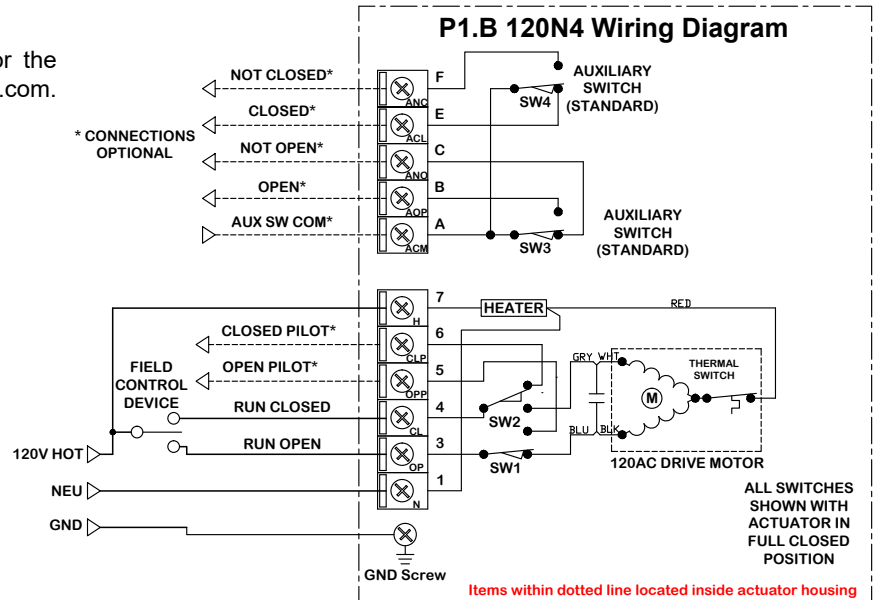 or the
.com.
P1.B 120N4 Wiring Diagram
NOT CLOSED*
F
ANC
CLOSED*
E
ACL
* CONNECTIONS
OPTIONAL
NOT OPEN*
C
ANO
OPEN*
B
AOP
AUX SW COM*
A
ACM
SW4
AUXILIARY
SWITCH
(STANDARD)
SW3
AUXILIARY
SWITCH
(STANDARD)
7
H
HEATER
RED
CLOSED PILOT*
6
CLP
OPEN PILOT*
5
OPP
FIELD
CONTROL
DEVICE
RUN CLOSED
4
CL
RUN OPEN
3
OP
120V HOT
NEU
1
N
GND
GND Screw
SW2
SW1
GRY
WHT
BLU
BLK
M
THERMAL
SWITCH
120AC DRIVE MOTOR
ALL SWITCHES
SHOWN WITH
ACTUATOR IN
FULL CLOSED
POSITION
Items within dotted line located inside actuator housing